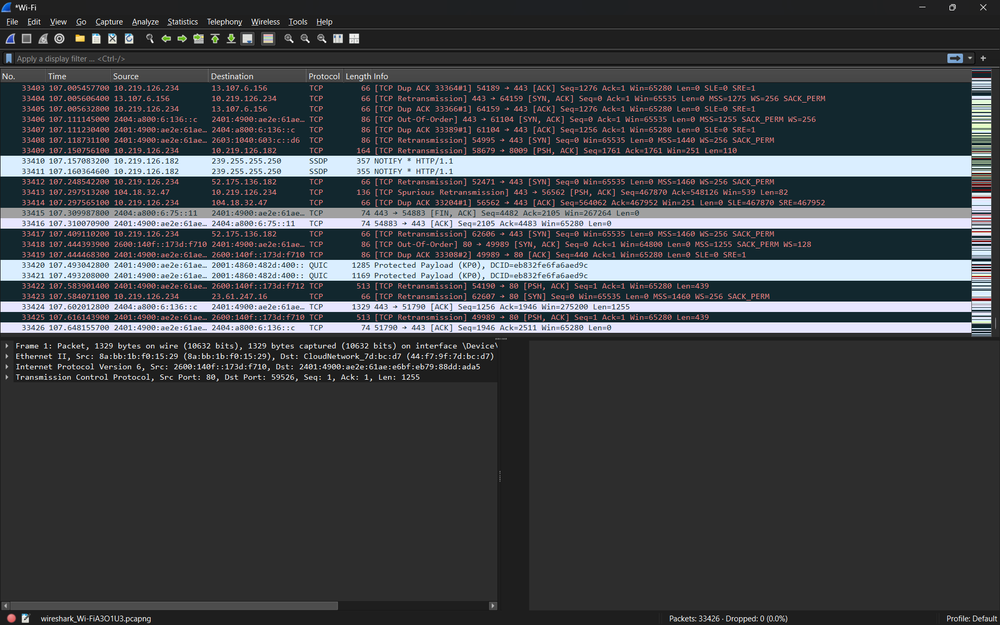 *Wi-Fi
File Edit View Go Capture Analyze Statistics Telephony Wireless Tools Help
Apply a display filter ... <Ctrl-/>
No. Time Source Destination Protocol Length Info
33403 107.005457700 10.219.126.234 13.107.6.156 TCP 66 [TCP Dup ACK 33364#1] 54189 → 443 [ACK] Seq=1276 Ack=1 Win=65280 Len=0 SLE=0 SRE=1
33404 107.005606400 13.107.6.156 10.219.126.234 TCP 66 [TCP Retransmission] 443 → 64159 [SYN, ACK] Seq=0 Ack=1 Win=65535 Len=0 MSS=1275 WS=256 SACK_PERM
33405 107.005632800 10.219.126.234 13.107.6.156 TCP 66 [TCP Dup ACK 33366#1] 64159 → 443 [ACK] Seq=1276 Ack=1 Win=65280 Len=0 SLE=0 SRE=1
33406 107.111145000 2404:a800:6:136::c 2401:4900:ae2e:61ae… TCP 86 [TCP Out-Of-Order] 443 → 61104 [SYN, ACK] Seq=0 Ack=1 Win=65535 Len=0 MSS=1255 SACK_PERM WS=256
33407 107.111230400 2401:4900:ae2e:61ae… 2404:a800:6:136::c TCP 86 [TCP Dup ACK 33389#1] 61104 → 443 [ACK] Seq=1256 Ack=1 Win=65280 Len=0 SLE=0 SRE=1
33408 107.118731100 2401:4900:ae2e:61ae… 2603:1040:603:c::d6 TCP 86 [TCP Retransmission] 54995 → 443 [SYN] Seq=0 Win=65535 Len=0 MSS=1440 WS=256 SACK_PERM
33409 107.150756100 10.219.126.234 10.219.126.182 TCP 164 [TCP Retransmission] 58679 → 8009 [PSH, ACK] Seq=1761 Ack=1761 Win=251 Len=110
33410 107.157083200 10.219.126.182 239.255.255.250 SSDP 357 NOTIFY * HTTP/1.1
33411 107.160364600 10.219.126.182 239.255.255.250 SSDP 355 NOTIFY * HTTP/1.1
33412 107.248542200 10.219.126.234 52.175.136.182 TCP 66 [TCP Retransmission] 52471 → 443 [SYN] Seq=0 Win=65535 Len=0 MSS=1460 WS=256 SACK_PERM
33413 107.297513200 104.18.32.47 10.219.126.234 TCP 136 [TCP Spurious Retransmission] 443 → 56562 [PSH, ACK] Seq=467870 Ack=548126 Win=539 Len=82
33414 107.297565100 10.219.126.234 104.18.32.47 TCP 66 [TCP Dup ACK 33204#1] 56562 → 443 [ACK] Seq=564062 Ack=467952 Win=251 Len=0 SLE=467870 SRE=467952
33415 107.309987800 2404:a800:6:75::11 2401:4900:ae2e:61ae… TCP 74 443 → 54883 [FIN, ACK] Seq=4482 Ack=2105 Win=267264 Len=0
33416 107.310070900 2401:4900:ae2e:61ae… 2404:a800:6:75::11 TCP 74 54883 → 443 [ACK] Seq=2105 Ack=4483 Win=65280 Len=0
33417 107.409110200 10.219.126.234 52.175.136.182 TCP 66 [TCP Retransmission] 62606 → 443 [SYN] Seq=0 Win=65535 Len=0 MSS=1460 WS=256 SACK_PERM
33418 107.444393900 2600:140f::173d:f710 2401:4900:ae2e:61ae… TCP 86 [TCP Out-Of-Order] 80 → 49989 [SYN, ACK] Seq=0 Ack=1 Win=64800 Len=0 MSS=1255 SACK_PERM WS=128
33419 107.444468300 2401:4900:ae2e:61ae… 2600:140f::173d:f710 TCP 86 [TCP Dup ACK 33308#2] 49989 → 80 [ACK] Seq=440 Ack=1 Win=65280 Len=0 SLE=0 SRE=1
33420 107.493042800 2401:4900:ae2e:61ae… 2001:4860:482d:400:: QUIC 1285 Protected Payload (KP0), DCID=eb832fe6fa6aed9c
33421 107.493208000 2401:4900:ae2e:61ae… 2001:4860:482d:400:: QUIC 1169 Protected Payload (KP0), DCID=eb832fe6fa6aed9c
33422 107.583901400 2401:4900:ae2e:61ae… 2600:140f::173d:f712 TCP 513 [TCP Retransmission] 54190 → 80 [PSH, ACK] Seq=1 Ack=1 Win=65280 Len=439
33423 107.584071100 10.219.126.234 23.61.247.16 TCP 66 [TCP Retransmission] 62607 → 80 [SYN] Seq=0 Win=65535 Len=0 MSS=1460 WS=256 SACK_PERM
33424 107.602012800 2404:a800:6:136::c 2401:4900:ae2e:61ae… TCP 1329 443 → 51790 [ACK] Seq=1256 Ack=1946 Win=275200 Len=1255
33425 107.616143900 2401:4900:ae2e:61ae… 2600:140f::173d:f710 TCP 513 [TCP Retransmission] 49989 → 80 [PSH, ACK] Seq=1 Ack=1 Win=65280 Len=439
33426 107.648155700 2401:4900:ae2e:61ae… 2404:a800:6:136::c TCP 74 51790 → 443 [ACK] Seq=1946 Ack=2511 Win=65280 Len=0
Frame 1: Packet, 1329 bytes on wire (10632 bits), 1329 bytes captured (10632 bits) on interface \Device\
Ethernet II, Src: 8a:bb:1b:f0:15:29 (8a:bb:1b:f0:15:29), Dst: CloudNetwork_7d:bc:d7 (44:f7:9f:7d:bc:d7)
Internet Protocol Version 6, Src: 2600:140f::173d:f710, Dst: 2401:4900:ae2e:61ae:e6bf:eb79:88dd:ada5
Transmission Control Protocol, Src Port: 80, Dst Port: 59526, Seq: 1, Ack: 1, Len: 1255
wireshark_Wi-FiA3O1U3.pcapng Packets: 33426 · Dropped: 0 (0.0%) Profile: Default